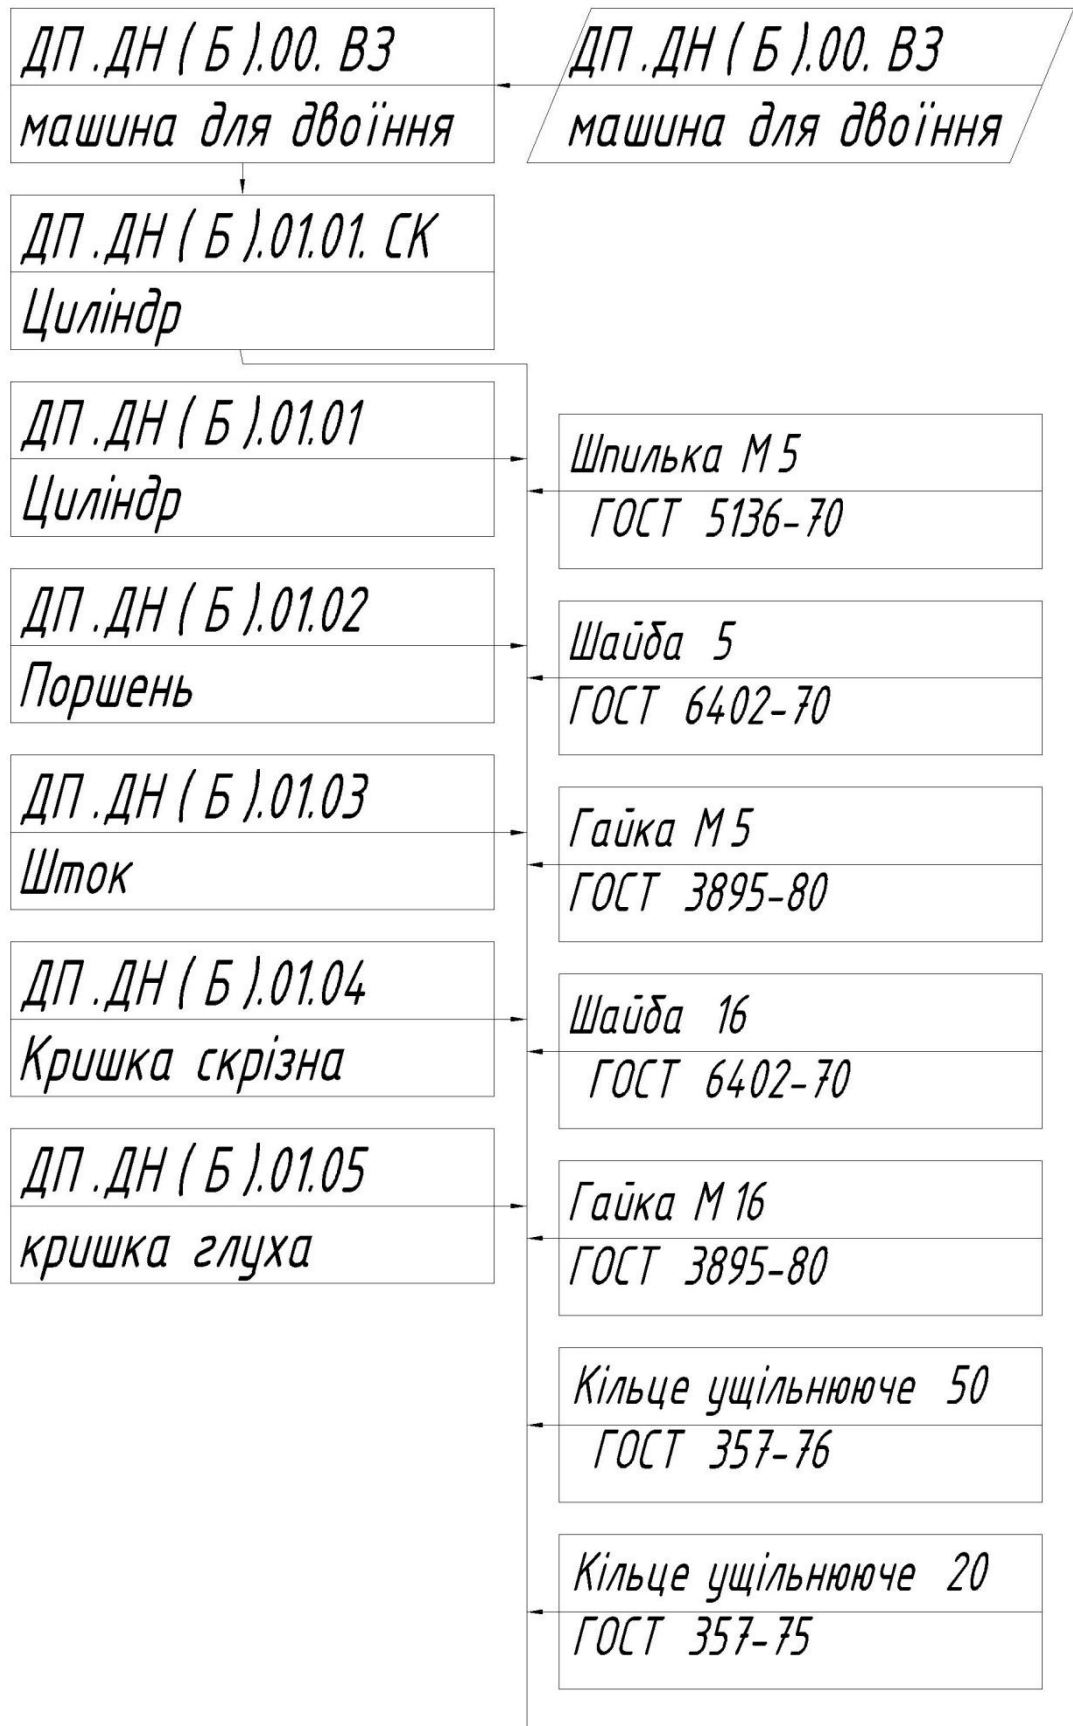 ДП.ДН(Б).00. ВЗ
машина для двоїння
ДП.ДН(Б).00. ВЗ
машина для двоїння
ДП.ДН(Б).01.01. СК
Циліндр
ДП.ДН(Б).01.01
Циліндр
ДП.ДН(Б).01.02
Поршень
ДП.ДН(Б).01.03
Шток
ДП.ДН(Б).01.04
Кришка скрізна
ДП.ДН(Б).01.05
кришка глуха
Шпилька М5
ГОСТ 5136-70
Шайба 5
ГОСТ 6402-70
Гайка М5
ГОСТ 3895-80
Шайба 16
ГОСТ 6402-70
Гайка М16
ГОСТ 3895-80
Кільце ущільнююче 50
ГОСТ 357-76
Кільце ущільнююче 20
ГОСТ 357-75